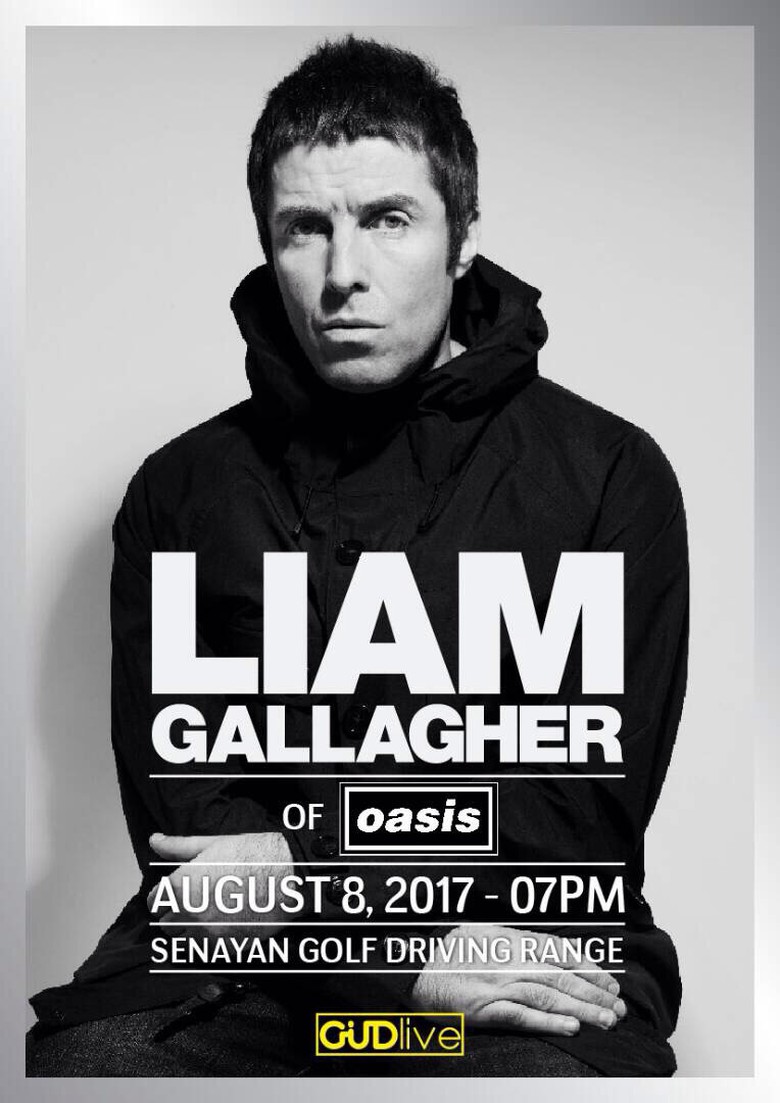 LIAM
GALLAGHER
OF oasis
AUGUST 8, 2017 - 07PM
SENAYAN GOLF DRIVING RANGE
GUDlive